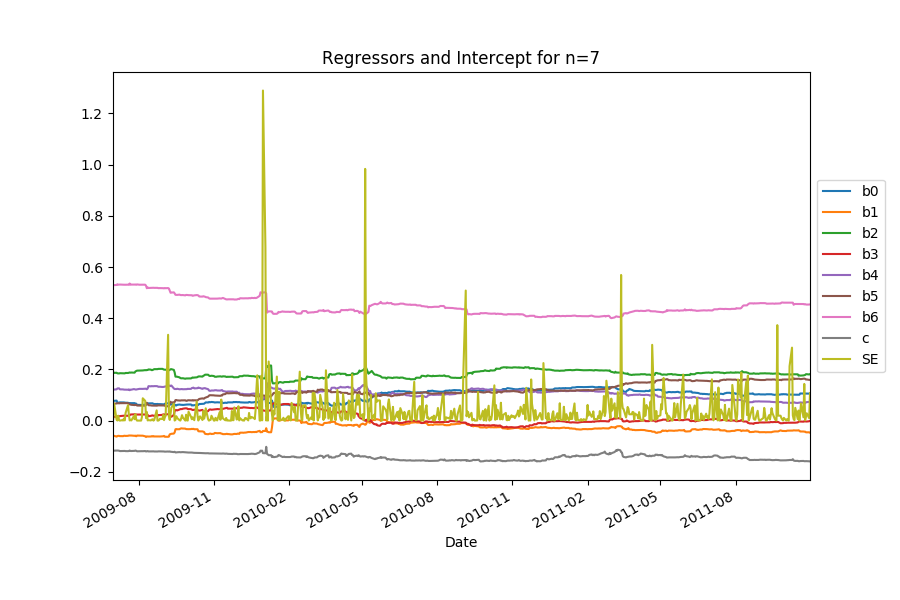 Regressors and Intercept for n=7
1.2
1.0
0.8
0.6
0.4
0.2
0.0
−0.2
2009-08
2009-11
2010-02
2010-05
2010-08
2010-11
2011-02
2011-05
2011-08
Date
b0
b1
b2
b3
b4
b5
b6
c
SE